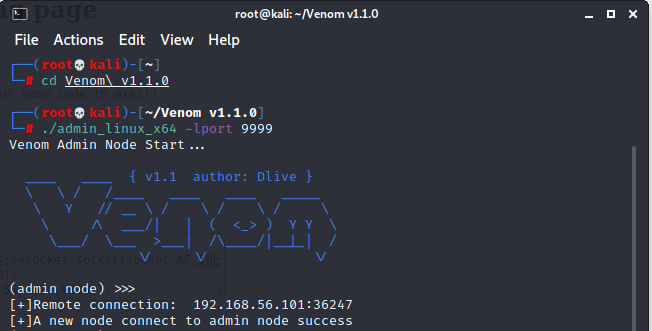 page
root@kali: ~/Venom v1.1.0
File Actions Edit View Help
┌──(root💀kali)-[~]
└─# cd Venom\ v1.1.0
┌──(root💀kali)-[~/Venom v1.1.0]
└─# ./admin_linux_x64 -lport 9999
Venom Admin Node Start...
{ v1.1 author: Dlive }
(admin node) >>>
[+]Remote connection: 192.168.56.101:36247
[+]A new node connect to admin node success